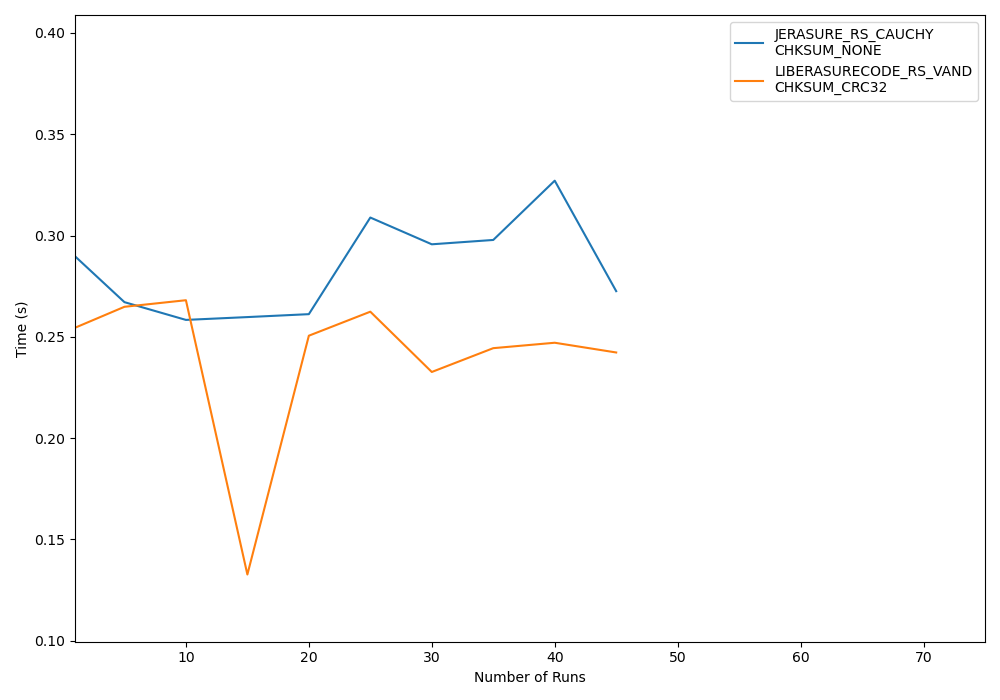 JERASURE_RS_CAUCHY
CHKSUM_NONE
LIBERASURECODE_RS_VAND
CHKSUM_CRC32
0.40
0.35
0.30
0.25
0.20
0.15
0.10
Time (s)
10 20 30 40 50 60 70
Number of Runs